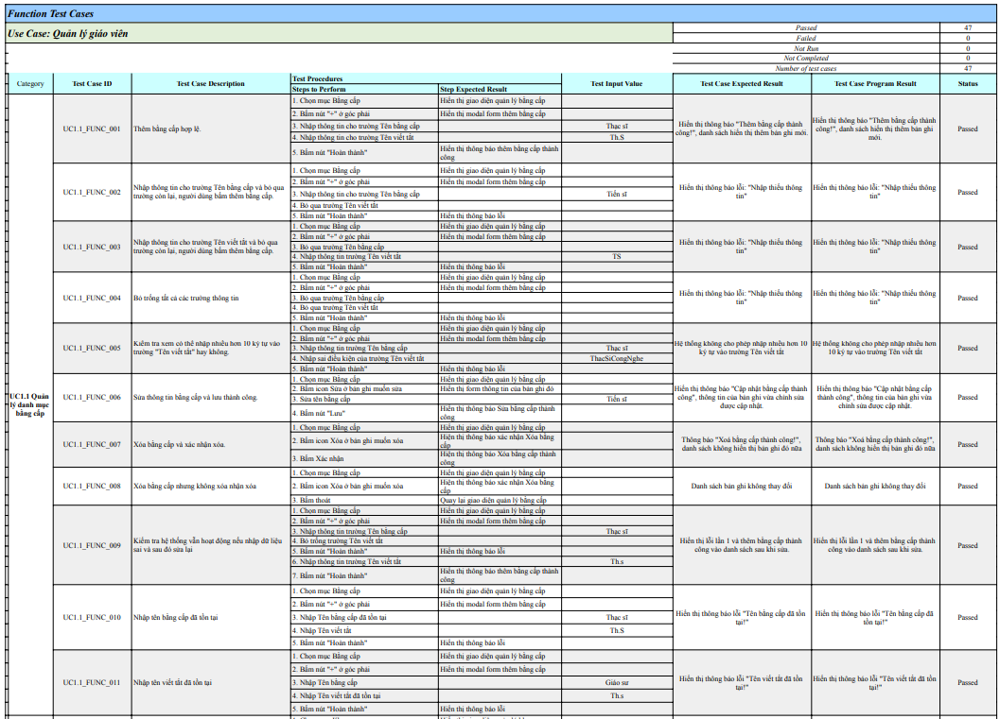 Function Test Cases
Use Case: Quản lý giáo viên
Passed 47
Failed 0
Not Run 0
Not Completed 0
Number of test cases 47
Category Test Case ID Test Case Description Test Procedures Test Input Value Test Case Expected Result Test Case Program Result Status
Steps to Perform Step Expected Result
UC1.1 Quản lý danh mục bằng cấp
UC1.1_FUNC_001
Thêm bằng cấp hợp lệ.
1. Chọn mục Bằng cấp Hiển thị giao diện quản lý bằng cấp
2. Bấm nút "+" ở góc phải Hiển thị modal form thêm bằng cấp
3. Nhập thông tin cho trường Tên bằng cấp Thạc sĩ
4. Nhập thông tin cho trường Tên viết tắt Th.S
5. Bấm nút "Hoàn thành" Hiển thị thông báo thêm bằng cấp thành công
Hiển thị thông báo "Thêm bằng cấp thành công!", danh sách hiển thị thêm bản ghi mới.
Hiển thị thông báo "Thêm bằng cấp thành công!", danh sách hiển thị thêm bản ghi mới.
Passed
UC1.1_FUNC_002
Nhập thông tin cho trường Tên bằng cấp và bỏ qua trường còn lại, người dùng bấm thêm bằng cấp.
1. Chọn mục Bằng cấp Hiển thị giao diện quản lý bằng cấp
2. Bấm nút "+" ở góc phải Hiển thị modal form thêm bằng cấp
3. Nhập thông tin cho trường Tên bằng cấp Tiến sĩ
4. Bỏ qua trường Tên viết tắt
5. Bấm nút "Hoàn thành" Hiển thị thông báo lỗi
Hiển thị thông báo lỗi: "Nhập thiếu thông tin"
Hiển thị thông báo lỗi: "Nhập thiếu thông tin"
Passed
UC1.1_FUNC_003
Nhập thông tin cho trường Tên viết tắt và bỏ qua trường còn lại, người dùng bấm thêm bằng cấp.
1. Chọn mục Bằng cấp Hiển thị giao diện quản lý bằng cấp
2. Bấm nút "+" ở góc phải Hiển thị modal form thêm bằng cấp
3. Bỏ qua trường Tên bằng cấp
4. Nhập thông tin trường Tên viết tắt TS
5. Bấm nút "Hoàn thành" Hiển thị thông báo lỗi
Hiển thị thông báo lỗi: "Nhập thiếu thông tin"
Hiển thị thông báo lỗi: "Nhập thiếu thông tin"
Passed
UC1.1_FUNC_004
Bỏ trống tất cả các trường thông tin
1. Chọn mục Bằng cấp Hiển thị giao diện quản lý bằng cấp
2. Bấm nút "+" ở góc phải Hiển thị modal form thêm bằng cấp
3. Bỏ qua trường Tên bằng cấp
4. Bỏ qua trường Tên viết tắt
5. Bấm nút "Hoàn thành" Hiển thị thông báo lỗi
Hiển thị thông báo lỗi: "Nhập thiếu thông tin"
Hiển thị thông báo lỗi: "Nhập thiếu thông tin"
Passed
UC1.1_FUNC_005
Kiểm tra xem có thể nhập nhiều hơn 10 ký tự vào trường "Tên viết tắt" hay không.
1. Chọn mục Bằng cấp Hiển thị giao diện quản lý bằng cấp
2. Bấm nút "+" ở góc phải Hiển thị modal form thêm bằng cấp
3. Nhập thông tin trường Tên bằng cấp Thạc sĩ
4. Nhập sai điều kiện của trường Tên viết tắt ThacSiCongNghe
5. Bấm nút "Hoàn thành" Hiển thị thông báo lỗi
Hệ thống không cho phép nhập nhiều hơn 10 ký tự vào trường Tên viết tắt
Hệ thống không cho phép nhập nhiều hơn 10 ký tự vào trường Tên viết tắt
Passed
UC1.1_FUNC_006
Sửa thông tin bằng cấp và lưu thành công.
1. Chọn mục Bằng cấp Hiển thị giao diện quản lý bằng cấp
2. Bấm icon Sửa ở bản ghi muốn sửa Hiển thị form thông tin của bản ghi đó
3. Sửa tên bằng cấp Tiến sĩ
4. Bấm nút "Lưu" Hiển thị thông báo Sửa bằng cấp thành công
Hiển thị thông báo "Cập nhật bằng cấp thành công", thông tin của bản ghi vừa chỉnh sửa được cập nhật.
Hiển thị thông báo "Cập nhật bằng cấp thành công", thông tin của bản ghi vừa chỉnh sửa được cập nhật.
Passed
UC1.1_FUNC_007
Xóa bằng cấp và xác nhận xóa.
1. Chọn mục Bằng cấp Hiển thị giao diện quản lý bằng cấp
2. Bấm icon Xóa ở bản ghi muốn xóa Hiện thị thông báo xác nhận Xóa bằng cấp
3. Bấm Xác nhận Hiện thị thông báo Xóa bằng cấp thành công
Thông báo "Xoá bằng cấp thành công!", danh sách không hiển thị bản ghi đó nữa
Thông báo "Xoá bằng cấp thành công!", danh sách không hiển thị bản ghi đó nữa
Passed
UC1.1_FUNC_008
Xóa bằng cấp nhưng không xóa nhận xóa
1. Chọn mục Bằng cấp Hiển thị giao diện quản lý bằng cấp
2. Bấm icon Xóa ở bản ghi muốn xóa Hiện thị thông báo xác nhận Xóa bằng cấp
3. Bấm thoát Quay lại giao diện quản lý bằng cấp
Danh sách bản ghi không thay đổi
Danh sách bản ghi không thay đổi
Passed
UC1.1_FUNC_009
Kiểm tra hệ thống vẫn hoạt động nếu nhập dữ liệu sai và sau đó sửa lại
1. Chọn mục Bằng cấp Hiển thị giao diện quản lý bằng cấp
2. Bấm nút "+" ở góc phải Hiển thị modal form thêm bằng cấp
3. Nhập thông tin trường Tên bằng cấp Thạc sĩ
4. Bỏ trống trường Tên viết tắt
5. Bấm nút "Hoàn thành" Hiển thị thông báo lỗi
6. Nhập thông tin trường Tên viết tắt Th.s
7. Bấm nút "Hoàn thành" Hiển thị thông báo thêm bằng cấp thành công
Hiển thị lỗi lần 1 và thêm bằng cấp thành công vào danh sách sau khi sửa.
Hiển thị lỗi lần 1 và thêm bằng cấp thành công vào danh sách sau khi sửa.
Passed
UC1.1_FUNC_010
Nhập tên bằng cấp đã tồn tại
1. Chọn mục Bằng cấp Hiển thị giao diện quản lý bằng cấp
2. Bấm nút "+" ở góc phải Hiển thị modal form thêm bằng cấp
3. Nhập Tên bằng cấp đã tồn tại Thạc sĩ
4. Nhập Tên viết tắt Th.S
5. Bấm nút "Hoàn thành" Hiển thị thông báo lỗi
Hiển thị thông báo lỗi "Tên bằng cấp đã tồn tại!"
Hiển thị thông báo lỗi "Tên bằng cấp đã tồn tại!"
Passed
UC1.1_FUNC_011
Nhập tên viết tắt đã tồn tại
1. Chọn mục Bằng cấp Hiển thị giao diện quản lý bằng cấp
2. Bấm nút "+" ở góc phải Hiển thị modal form thêm bằng cấp
3. Nhập Tên bằng cấp Giáo sư
4. Nhập Tên viết tắt đã tồn tại Th.s
5. Bấm nút "Hoàn thành" Hiển thị thông báo lỗi
Hiển thị thông báo lỗi "Tên viết tắt đã tồn tại!"
Hiển thị thông báo lỗi "Tên viết tắt đã tồn tại!"
Passed